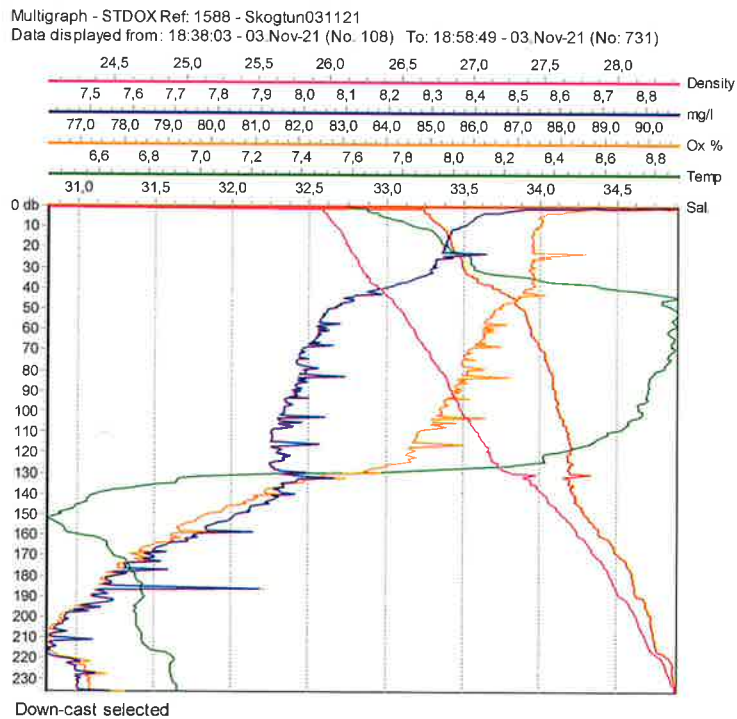 Multigraph - STDOX Ref: 1588 - Skogtun031121
Data displayed from: 18:38:03 - 03.Nov-21 (No. 108) To: 18:58:49 - 03.Nov-21 (No: 731)
24,5 25,0 25,5 26,0 26,5 27,0 27,5 28,0
Density
7,5 7,6 7,7 7,8 7,9 8,0 8,1 8,2 8,3 8,4 8,5 8,6 8,7 8,8
mg/l
77,0 78,0 79,0 80,0 81,0 82,0 83,0 84,0 85,0 86,0 87,0 88,0 89,0 90,0
Ox %
6,6 6,8 7,0 7,2 7,4 7,6 7,8 8,0 8,2 8,4 8,6 8,8
Temp
31,0 31,5 32,0 32,5 33,0 33,5 34,0 34,5
0 db Sal.
10
20
30
40
50
60
70
80
90
100
110
120
130
140
150
160
170
180
190
200
210
220
230
Down-cast selected